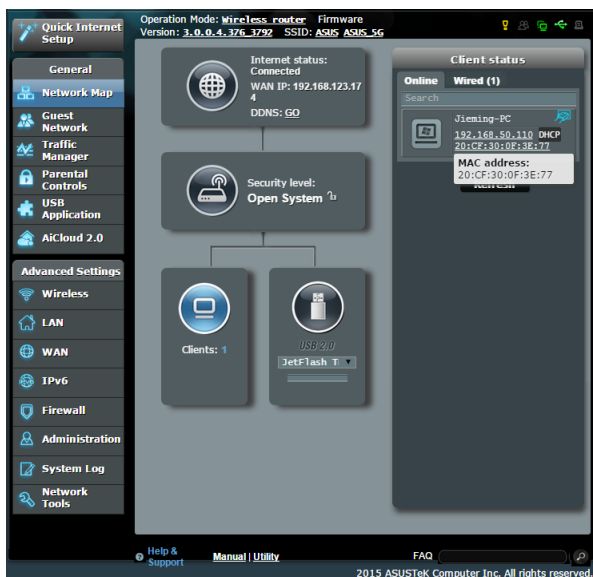 Quick Internet
Setup
Operation Mode: Wireless router Firmware
Version: 3.0.0.4.376_3792 SSID: ASUS ASUS_5G
General
Network Map
Guest
Network
Traffic
Manager
Parental
Controls
USB
Application
AiCloud 2.0
Advanced Settings
Wireless
LAN
WAN
IPv6
Firewall
Administration
System Log
Network
Tools
Internet status:
Connected
WAN IP: 192.168.123.17
4
DDNS: GO
Security level:
Open System
Clients: 1
USB 2.0
JetFlash T
Client status
Online Wired (1)
Search
Jieming-PC
192.168.50.110 DHCP
20:CF:30:0F:3E:77
MAC address:
20:CF:30:0F:3E:77
Refresh
Help &
Support
Manual | Utility
FAQ
2015 ASUSTeK Computer Inc. All rights reserved.